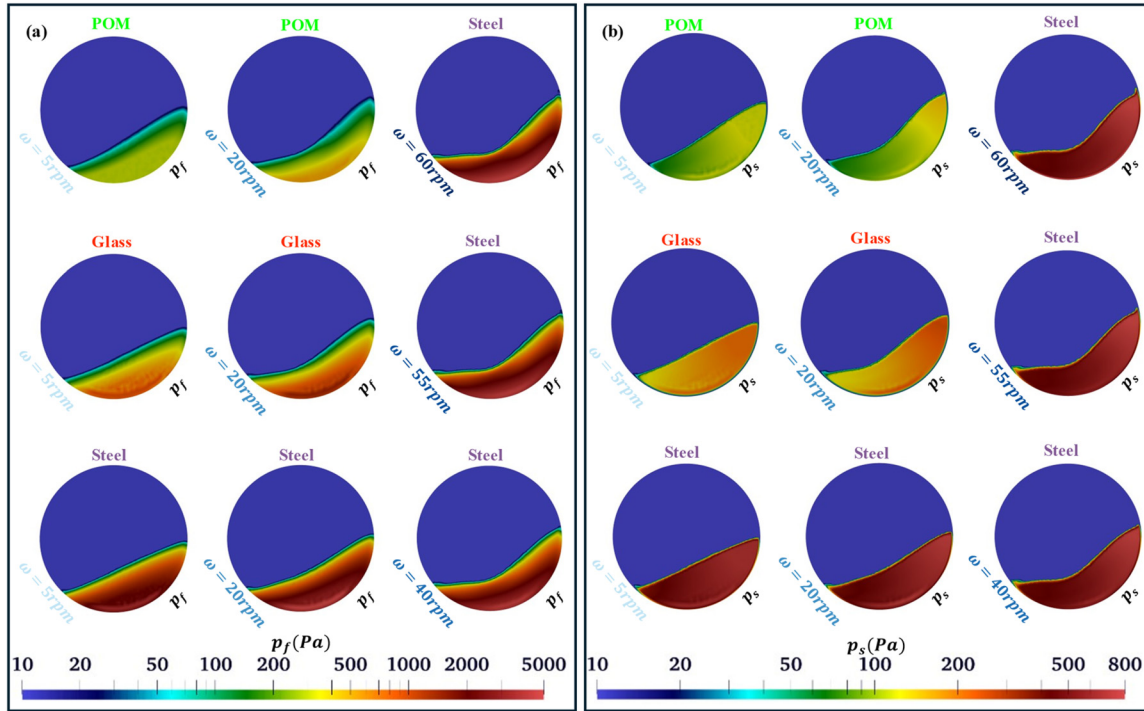 (a)
POM
POM
Steel
ω = 5rpm
p_f
ω = 20rpm
p_f
ω = 60rpm
p_f
Glass
Glass
Steel
ω = 5rpm
p_f
ω = 20rpm
p_f
ω = 55rpm
p_f
Steel
Steel
Steel
ω = 5rpm
p_f
ω = 20rpm
p_f
ω = 40rpm
p_f
p_f(Pa)
10 20 50 100 200 500 1000 2000 5000
(b)
POM
POM
Steel
ω = 5rpm
p_s
ω = 20rpm
p_s
ω = 60rpm
p_s
Glass
Glass
Steel
ω = 5rpm
p_s
ω = 20rpm
p_s
ω = 55rpm
p_s
Steel
Steel
Steel
ω = 5rpm
p_s
ω = 20rpm
p_s
ω = 40rpm
p_s
p_s(Pa)
10 20 50 100 200 500 800